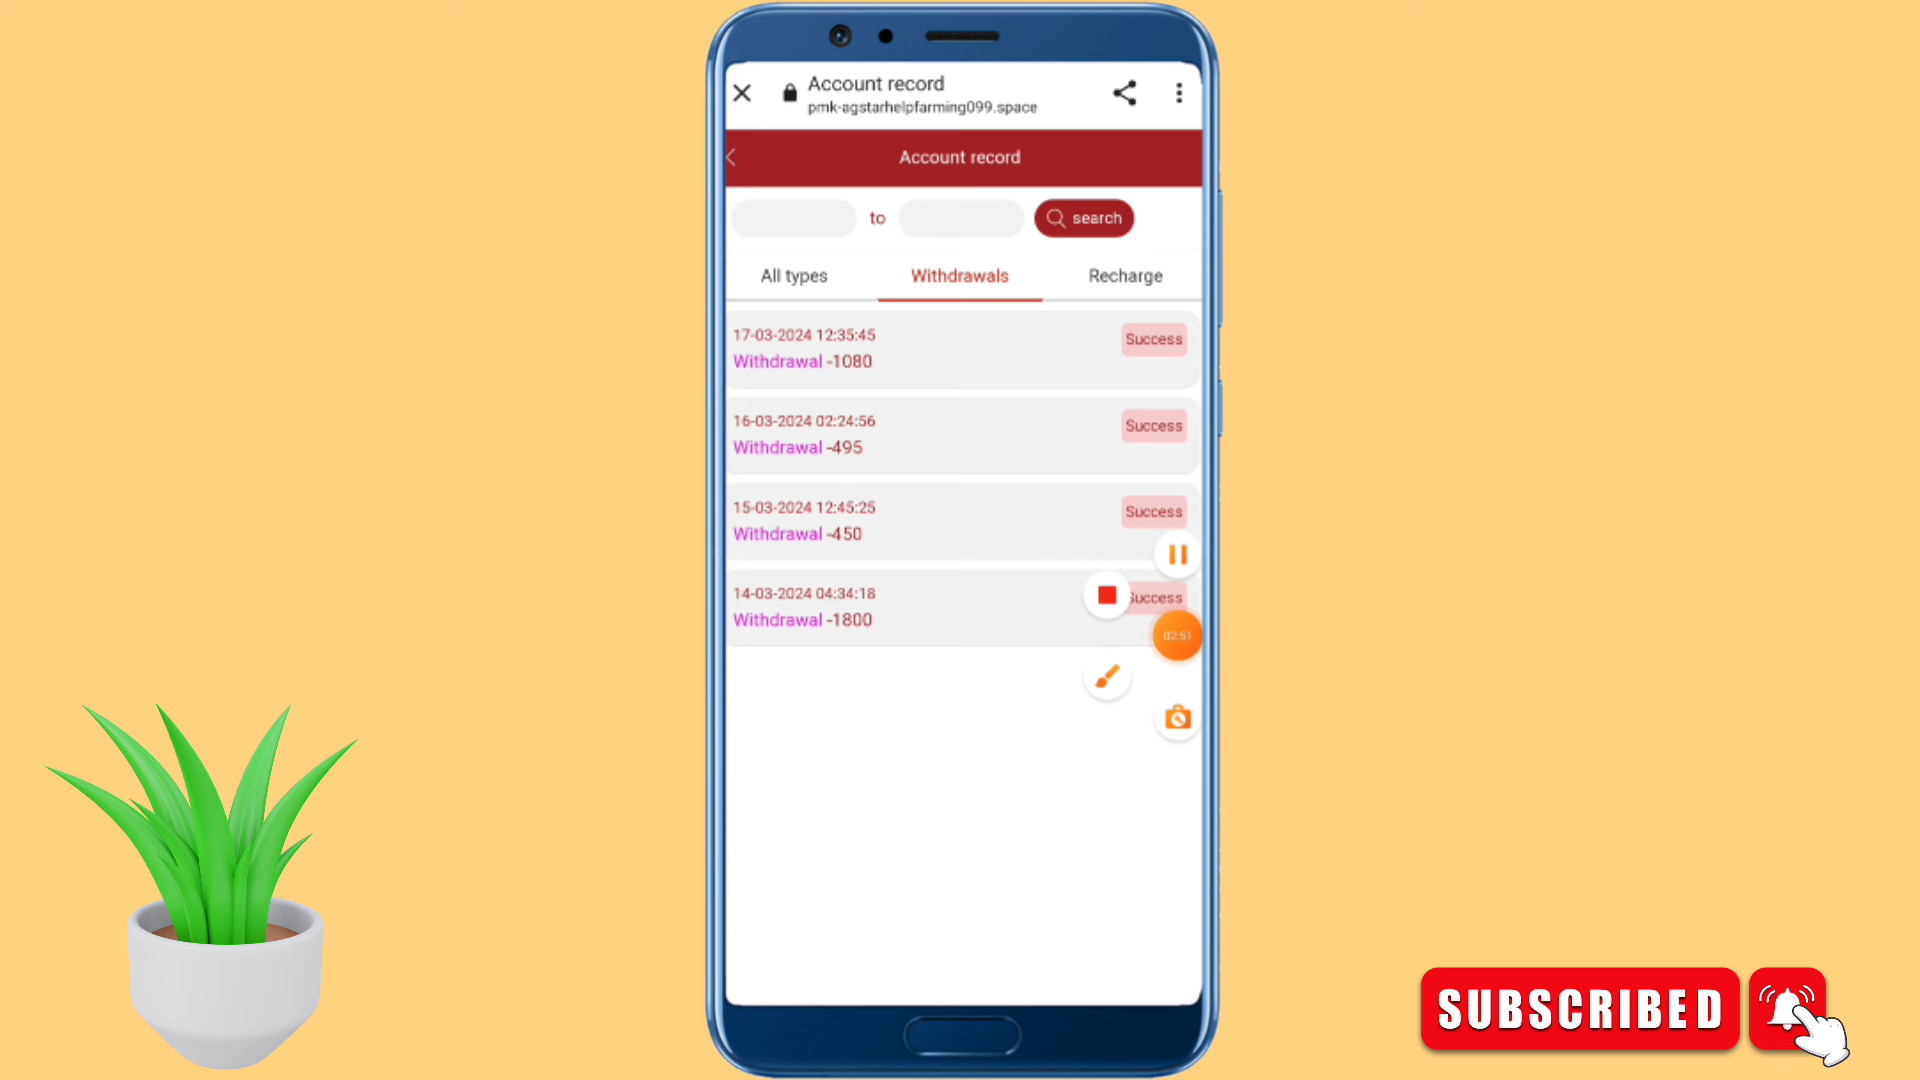 Account record
pmk-agstarhelpfarming099.space
Account record
to
search
All types
Withdrawals
Recharge
17-03-2024 12:35:45
Success
Withdrawal -1080
16-03-2024 02:24:56
Success
Withdrawal -495
15-03-2024 12:45:25
Success
Withdrawal -450
14-03-2024 04:34:18
Success
Withdrawal -1800
02:51
SUBSCRIBED